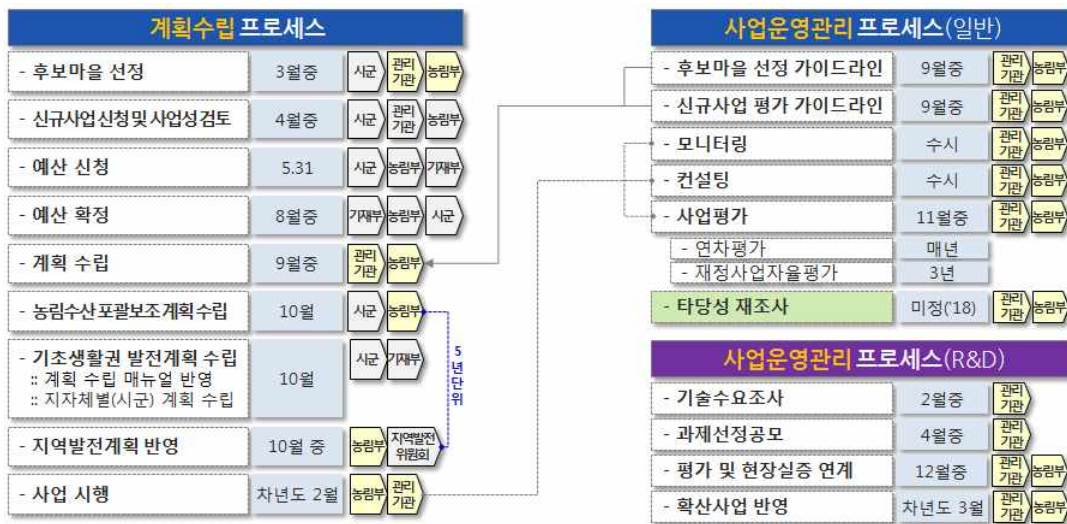 계획수립 프로세스
- 후보마을 선정 3월중 시군 관리기관 농림부
- 신규사업신청및사업성검토 4월중 시군 관리기관 농림부
- 예산 신청 5.31 시군 농림부 기재부
- 예산 확정 8월중 기재부 농림부 시군
- 계획 수립 9월중 관리기관 농림부
- 농림수산포괄보조계획수립 10월 시군 농림부
- 기초생활권 발전계획 수립 10월 시군 기재부
:: 계획 수립 매뉴얼 반영
:: 지자체별(시군) 계획 수립
5년단위
- 지역발전계획 반영 10월 중 농림부 지역발전위원회
- 사업 시행 차년도 2월 농림부 관리기관
사업운영관리 프로세스(일반)
- 후보마을 선정 가이드라인 9월중 관리기관 농림부
- 신규사업 평가 가이드라인 9월중 관리기관 농림부
- 모니터링 수시 관리기관 농림부
- 컨설팅 수시 관리기관 농림부
- 사업평가 11월중 관리기관 농림부
- 연차평가 매년
- 재정사업자율평가 3년
- 타당성 재조사 미정('18) 관리기관 농림부
사업운영관리 프로세스(R&D)
- 기술수요조사 2월중 관리기관
- 과제선정공모 4월중 관리기관
- 평가 및 현장실증 연계 12월중 관리기관 농림부
- 확산사업 반영 차년도 3월 관리기관 농림부